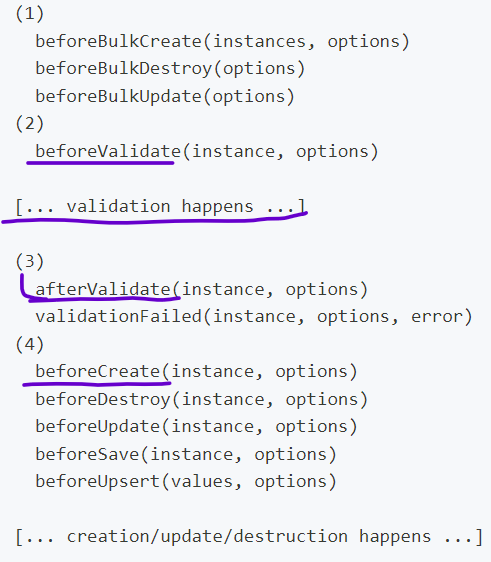 (1)
beforeBulkCreate(instances, options)
beforeBulkDestroy(options)
beforeBulkUpdate(options)
(2)
beforeValidate(instance, options)
[... validation happens ...]
(3)
afterValidate(instance, options)
validationFailed(instance, options, error)
(4)
beforeCreate(instance, options)
beforeDestroy(instance, options)
beforeUpdate(instance, options)
beforeSave(instance, options)
beforeUpsert(values, options)
[... creation/update/destruction happens ...]